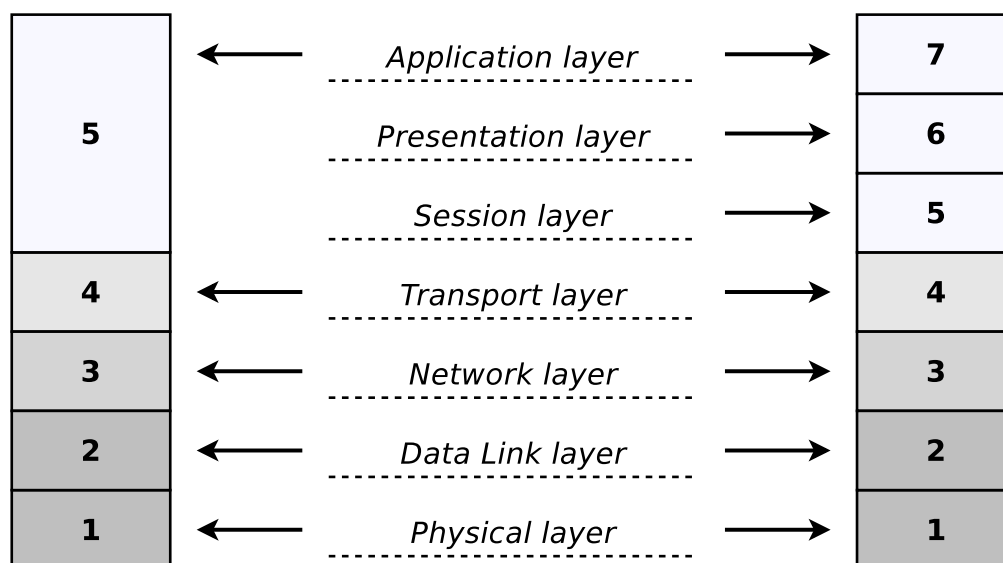 Application layer 7
5 Presentation layer 6
Session layer 5
4 Transport layer 4
3 Network layer 3
2 Data Link layer 2
1 Physical layer 1